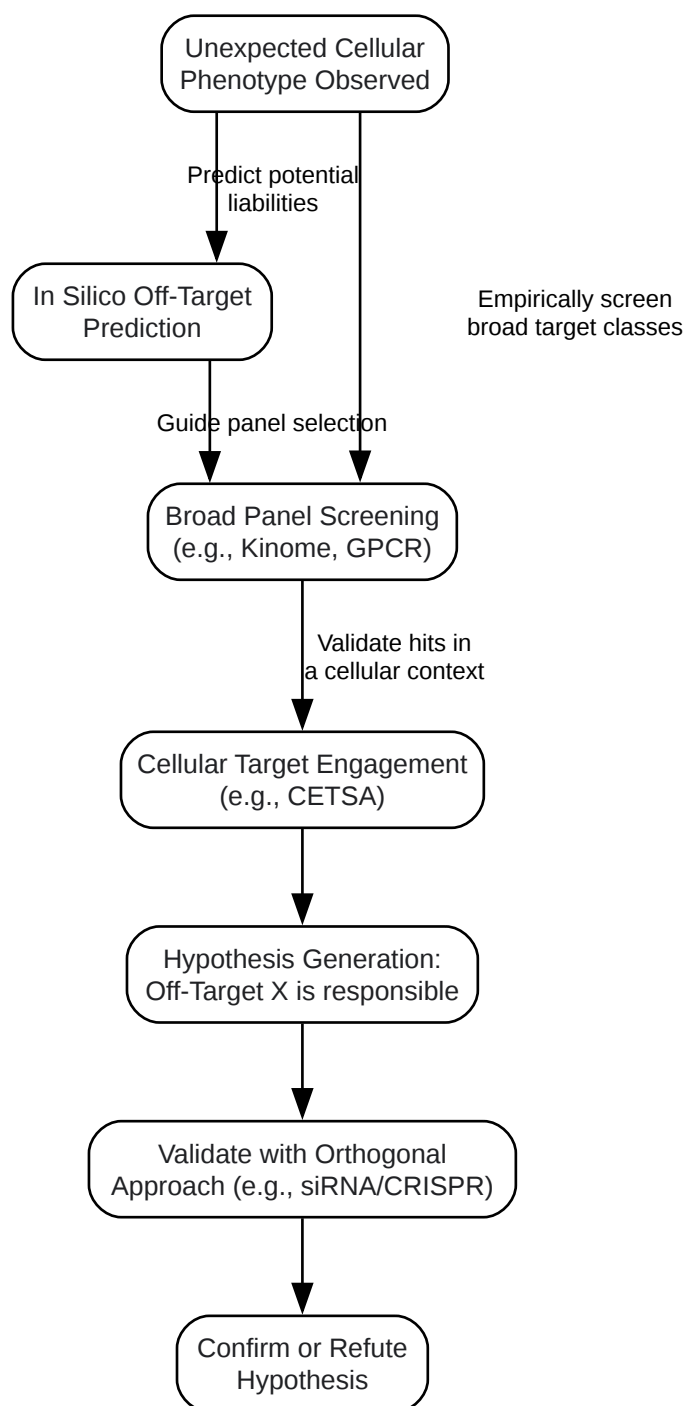 Unexpected Cellular
Phenotype Observed
Predict potential
liabilities
In Silico Off-Target
Prediction
Empirically screen
broad target classes
Guide panel selection
Broad Panel Screening
(e.g., Kinome, GPCR)
Validate hits in
a cellular context
Cellular Target Engagement
(e.g., CETSA)
Hypothesis Generation:
Off-Target X is responsible
Validate with Orthogonal
Approach (e.g., siRNA/CRISPR)
Confirm or Refute
Hypothesis